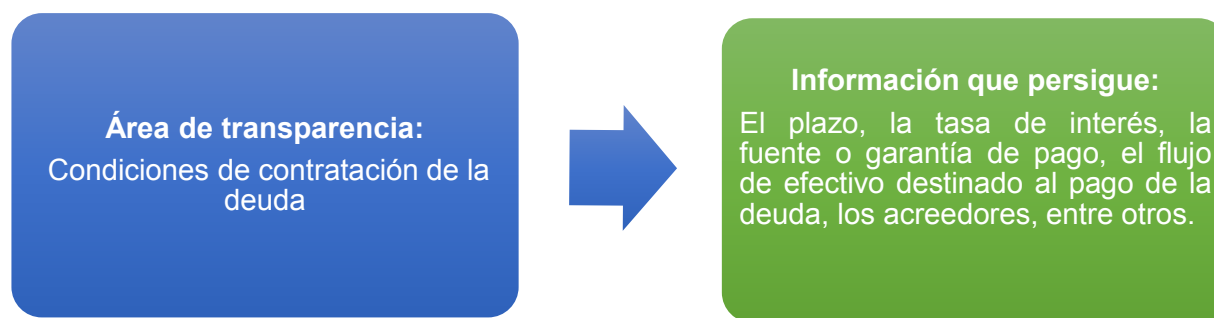 Área de transparencia:
Condiciones de contratación de la
deuda
Información que persigue:
El plazo, la tasa de interés, la
fuente o garantía de pago, el flujo
de efectivo destinado al pago de la
deuda, los acreedores, entre otros.